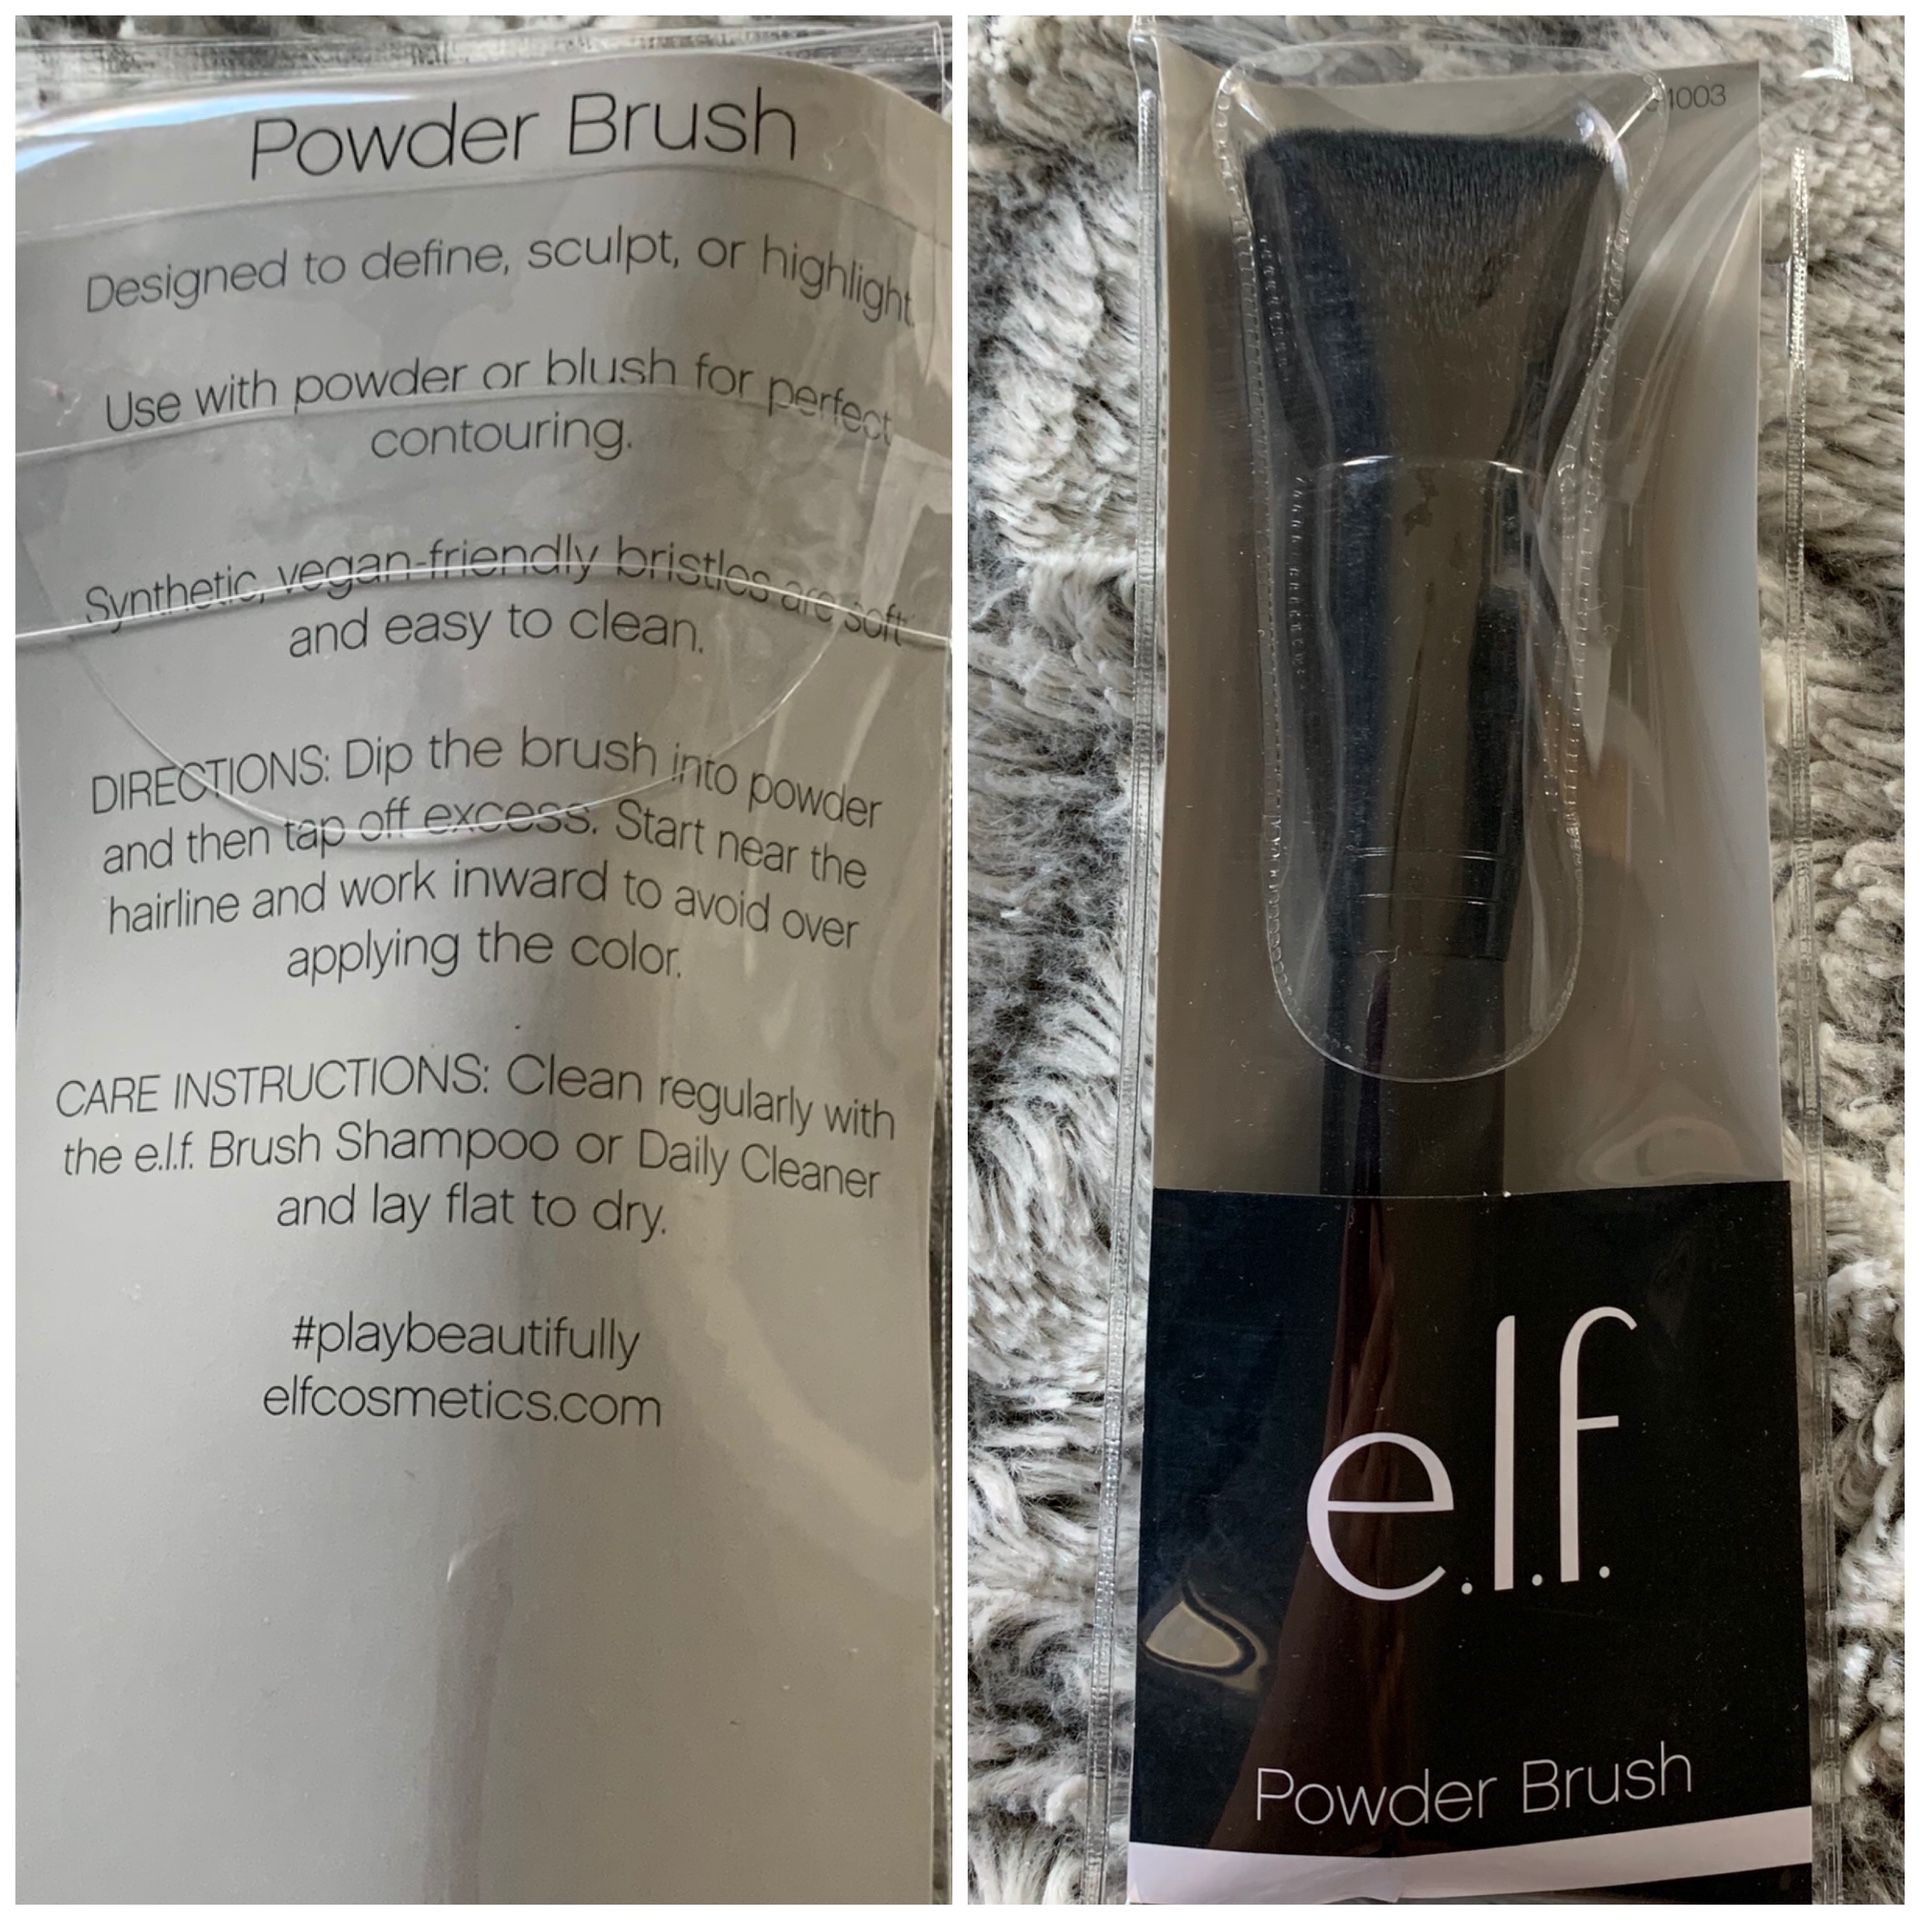 Powder Brush
Designed to define, sculpt, or highlight
Use with powder or blush for perfect
contouring.
Synthetic, vegan-friendly bristles are soft
and easy to clean.
DIRECTIONS: Dip the brush into powder
and then tap off excess. Start near the
hairline and work inward to avoid over
applying the color.
CARE INSTRUCTIONS: Clean regularly with
the e.l.f. Brush Shampoo or Daily Cleaner
and lay flat to dry.
#playbeautifully
elfcosmetics.com
e.l.f.
Powder Brush